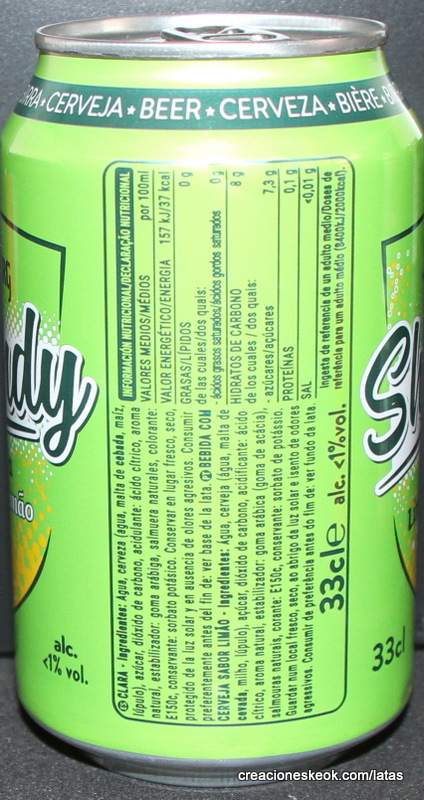 RRA ★ CERVEJA ★ BEER ★ CERVEZA ★ BIÈRE ★ B
dy
mão
alc.
<1% vol.
INFORMACIÓN NUTRICIONAL/DECLARAÇÃO NUTRICIONAL
VALORES MEDIOS/MÉDIOS por 100ml
VALOR ENERGÉTICO/ENERGIA 157 kJ/37 kcal
GRASAS/LÍPIDOS 0 g
de las cuales/dos quais:
- ácidos grasos saturados/ácidos gordos saturados 0 g
HIDRATOS DE CARBONO 8 g
de los cuales / dos quais:
- azúcares/açúcares 7,3 g
PROTEÍNAS 0,1 g
SAL <0,01 g
Ingesta de referencia de un adulto medio/Doses de
referência para um adulto médio (8400kJ/2000kcal).
CLARA - Ingredientes: Agua, cerveza (agua, malta de cebada, maíz,
lúpulo), azúcar, dióxido de carbono, acidulante: ácido cítrico, aroma
natural, estabilizador: goma arábiga, salmuera naturales, colorante:
E150c, conservante: sorbato potásico. Conservar en lugar fresco, seco,
protegido de la luz solar y en ausencia de olores agresivos. Consumir
preferentemente antes del fin de: ver base de la lata. P BEBIDA COM
CERVEJA SABOR LIMÃO - Ingredientes: Água, cerveja (água, malta de
cevada, milho, lúpulo), açúcar, dióxido de carbono, acidificante: ácido
cítrico, aroma natural, estabilizador: goma arábica (goma de acácia),
salmouras naturais, corante: E150c, conservante: sorbato de potássio.
Guardar num local fresco, seco, ao abrigo da luz solar e isento de odores
agressivos. Consumir de preferência antes do fim de: ver fundo da lata.
33cl e alc. <1%vol.
S
L
33cl
creacioneskeok.com/latas